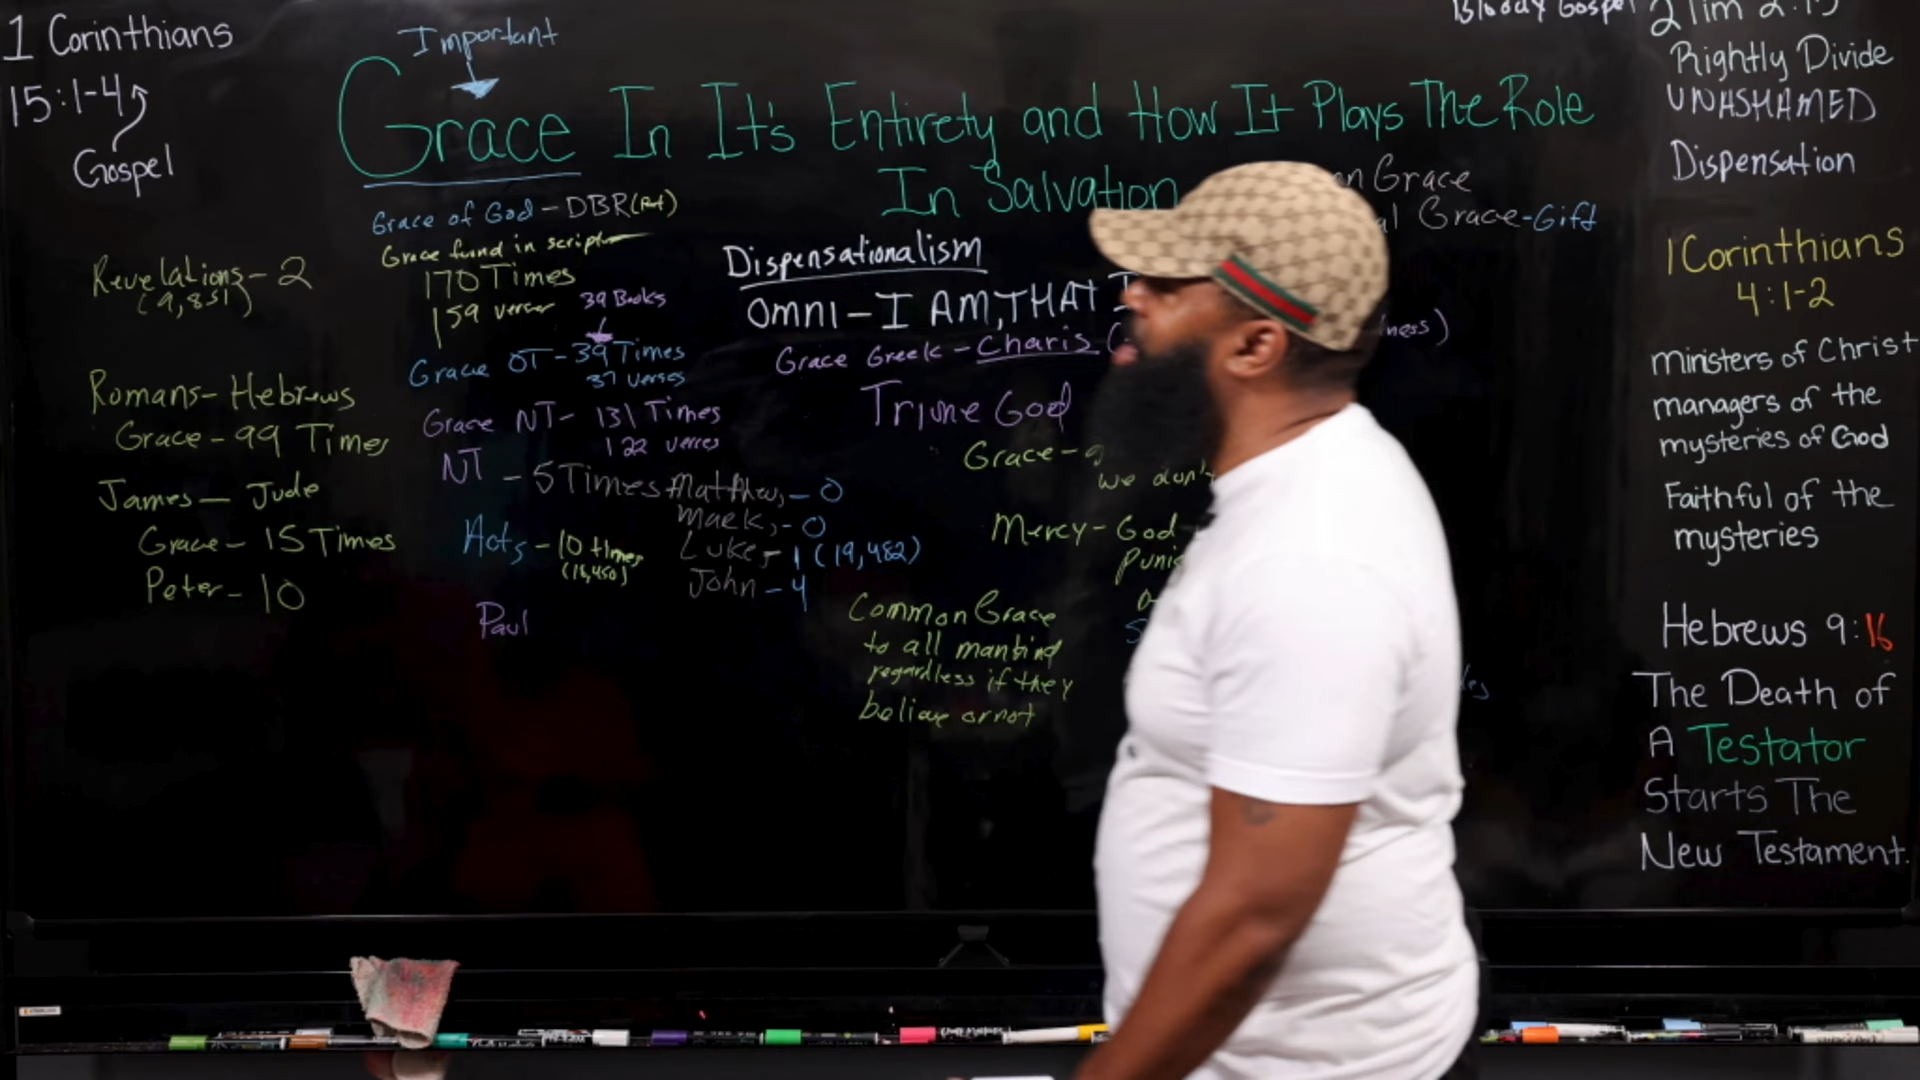 1 Corinthians
15:1-4
Gospel
Important
Grace In It's Entirety and How It Plays The Role
In Salvation
Grace of God - DBR
Grace found in
170 Times
159 verses
39 Books
Grace OT - 39 Times
37 verses
Grace NT - 131 Times
122 verses
NT - 5 Times Matthew, - 0
Mark, - 0
Luke, - 1 (19,482)
John - 4
Acts - 10 times
(18,450)
Paul
Revelations - 2
(9,851)
Romans - Hebrews
Grace - 99 Times
James - Jude
Grace - 15 Times
Peter - 10
Dispensationalism
OMNI - I AM, THAT
Grace Greek - Charis (
Triune God
Grace -
we don't
Mercy - God
Common Grace
to all mankind
regardless if they
believe or not
Grace
Grace - Gift
Bloody Gospel
2 Tim 2:15
Rightly Divide
UNASHAMED
Dispensation
1 Corinthians
4:1-2
ministers of Christ
managers of the
mysteries of God
Faithful of the
mysteries
Hebrews 9:16
The Death of
A Testator
Starts The
New Testament.